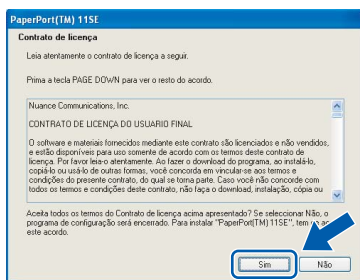 PaperPort(TM) 11SE
Contrato de licença
Leia atentamente o contrato de licença a seguir.
Prima a tecla PAGE DOWN para ver o resto do acordo.
Nuance Communications, Inc.
CONTRATO DE LICENÇA DO USUARIO FINAL
O software e materiais fornecidos mediante este contrato são licenciados e não vendidos,
e estão disponíveis para uso somente de acordo com os termos deste contrato de
licença. Por favor leia-o atentamente. Ao fazer o download do programa, ao instalá-lo,
copiá-lo ou usá-lo de outras formas, você concorda em vincular-se aos termos e
condições do presente contrato, do qual se torna parte. Caso você não concorde com
todos os termos e condições deste contrato, não faça o download, instalação, cópia ou
Aceita todos os termos do Contrato de licença acima apresentado? Se seleccionar Não, o
programa de configuração será encerrado. Para instalar "PaperPort(TM) 11SE", tem
este acordo.
Sim
Não